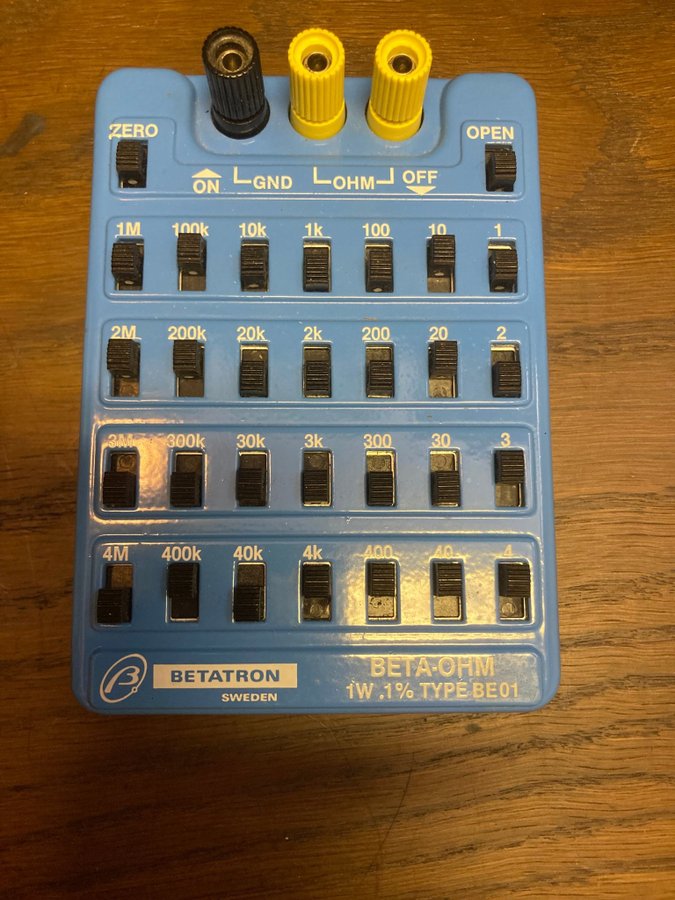 ZERO OPEN
ON GND OHM OFF
1M 100k 10k 1k 100 10 1
2M 200k 20k 2k 200 20 2
3M 300k 30k 3k 300 30 3
4M 400k 40k 4k 400 40 4
β BETATRON
SWEDEN
BETA-OHM
1W .1% TYPE BE01